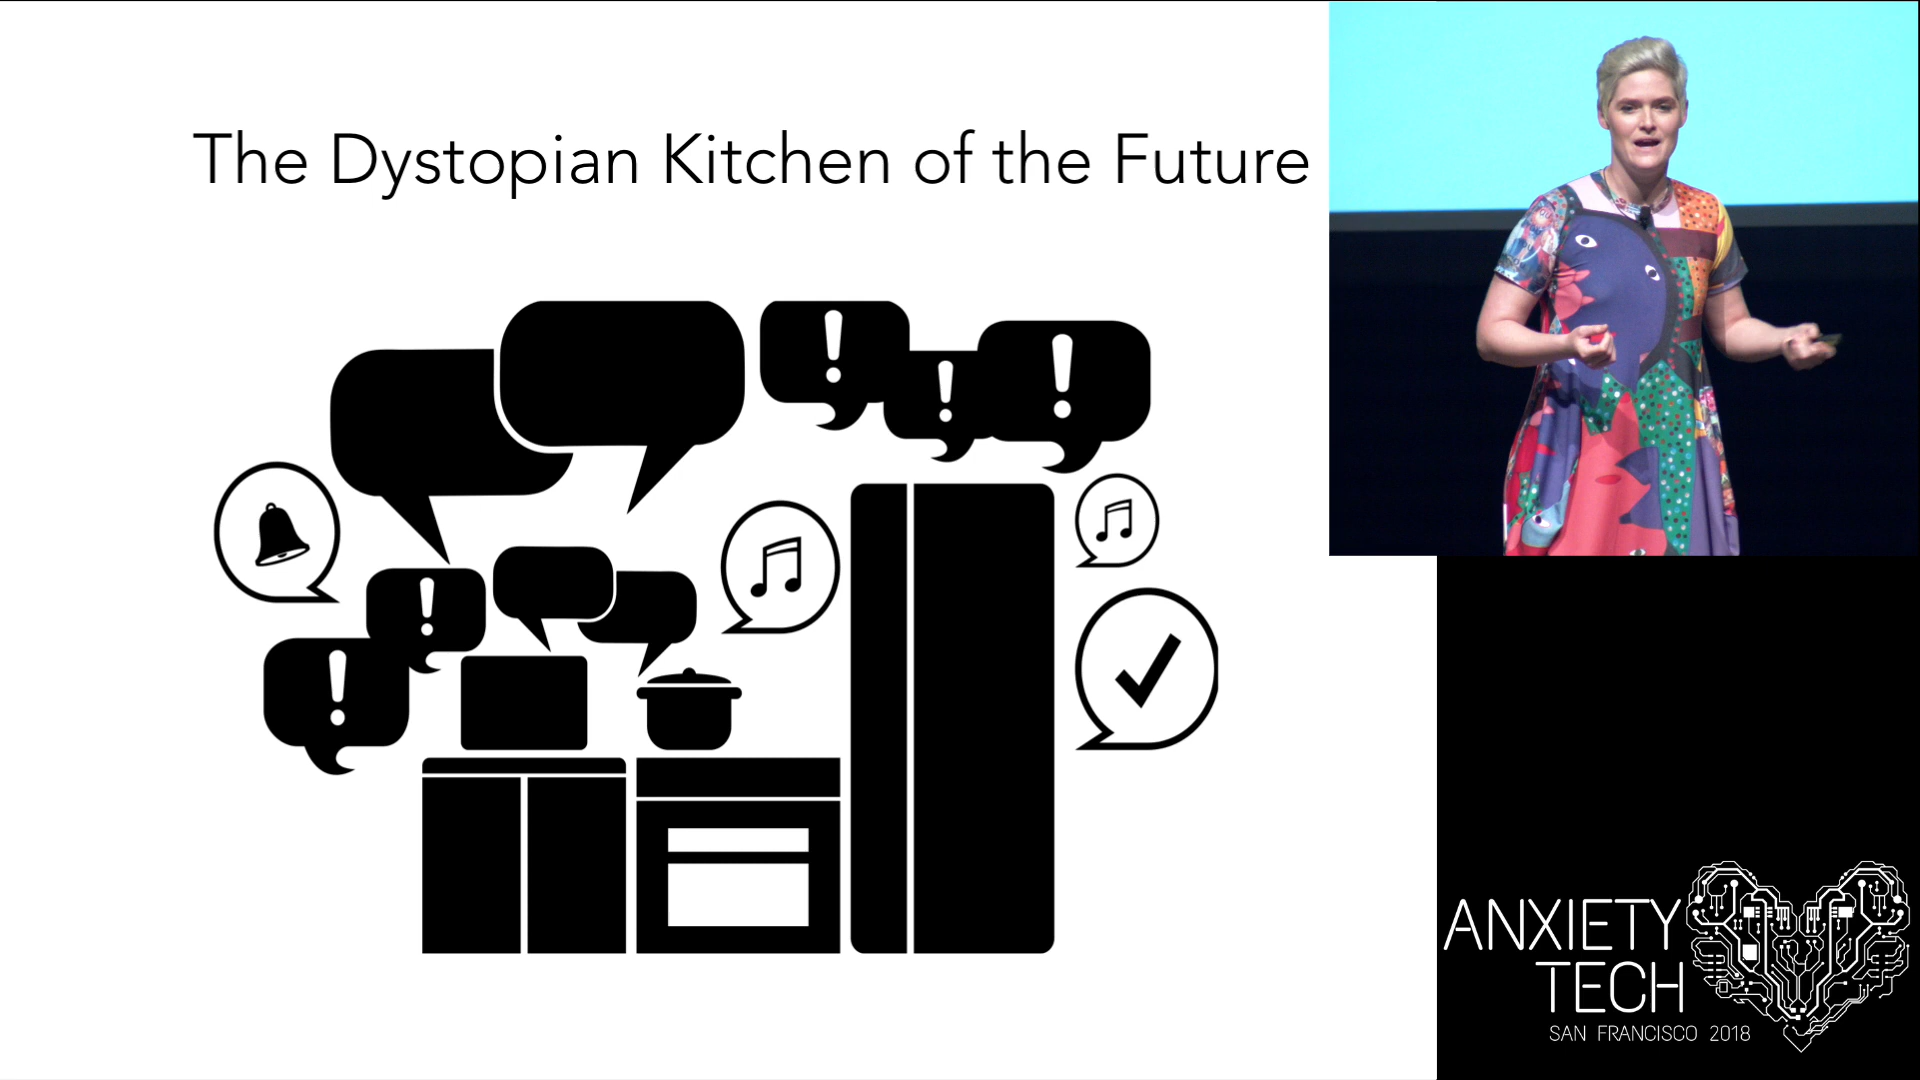 The Dystopian Kitchen of the Future
!
!
!
!
!
ANXIETY
TECH
SAN FRANCISCO 2018